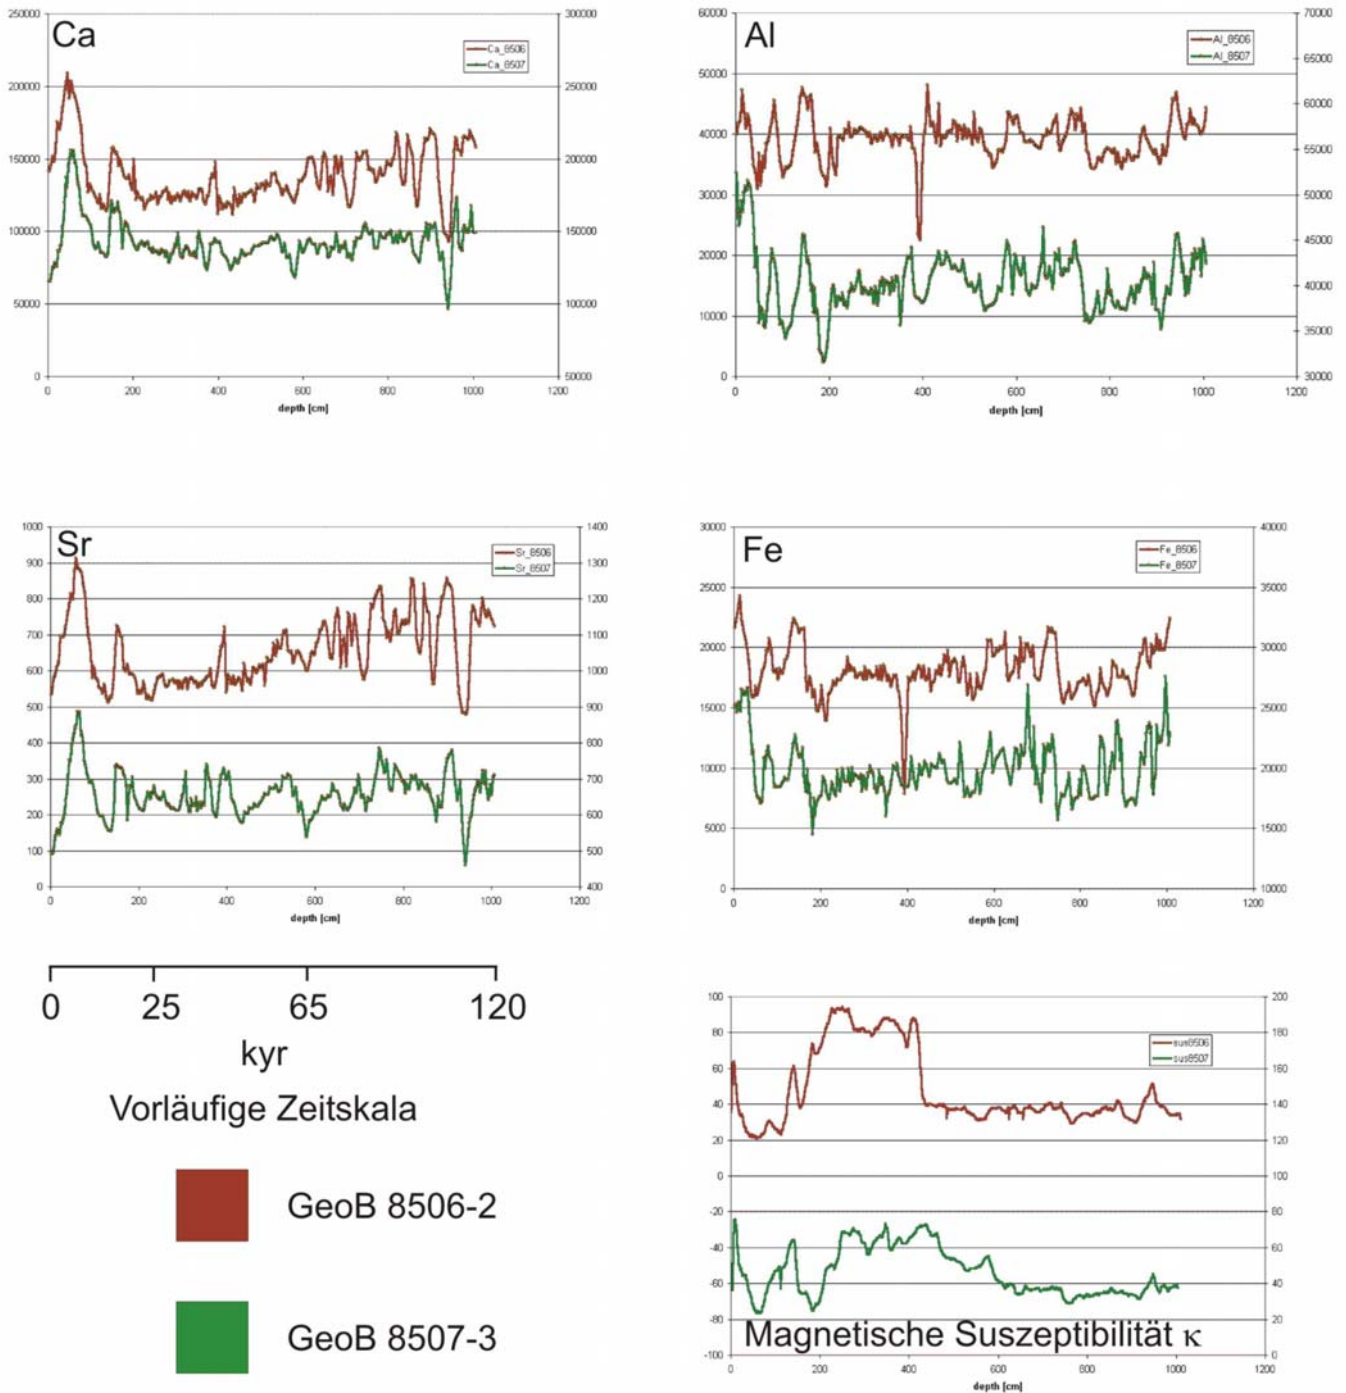 Ca
250000
200000
150000
100000
50000
0
300000
250000
200000
150000
100000
50000
Ca_8506
Ca_8507
0 200 400 600 800 1000 1200
depth [cm]
Al
60000
50000
40000
30000
20000
10000
0
70000
65000
60000
55000
50000
45000
40000
35000
30000
Al_8506
Al_8507
0 200 400 600 800 1000 1200
depth [cm]
Sr
1000
900
800
700
600
500
400
300
200
100
0
1400
1300
1200
1100
1000
900
800
700
600
500
400
Sr_8506
Sr_8507
0 200 400 600 800 1000 1200
depth [cm]
Fe
30000
25000
20000
15000
10000
5000
0
40000
35000
30000
25000
20000
15000
10000
Fe_8506
Fe_8507
0 200 400 600 800 1000 1200
depth [cm]
0 25 65 120
kyr
Vorläufige Zeitskala
GeoB 8506-2
GeoB 8507-3
100
80
60
40
20
0
-20
-40
-60
-80
-100
200
180
160
140
120
100
80
60
40
20
0
sus8506
sus8507
Magnetische Suszeptibilität κ
0 200 400 600 800 1000 1200
depth [cm]